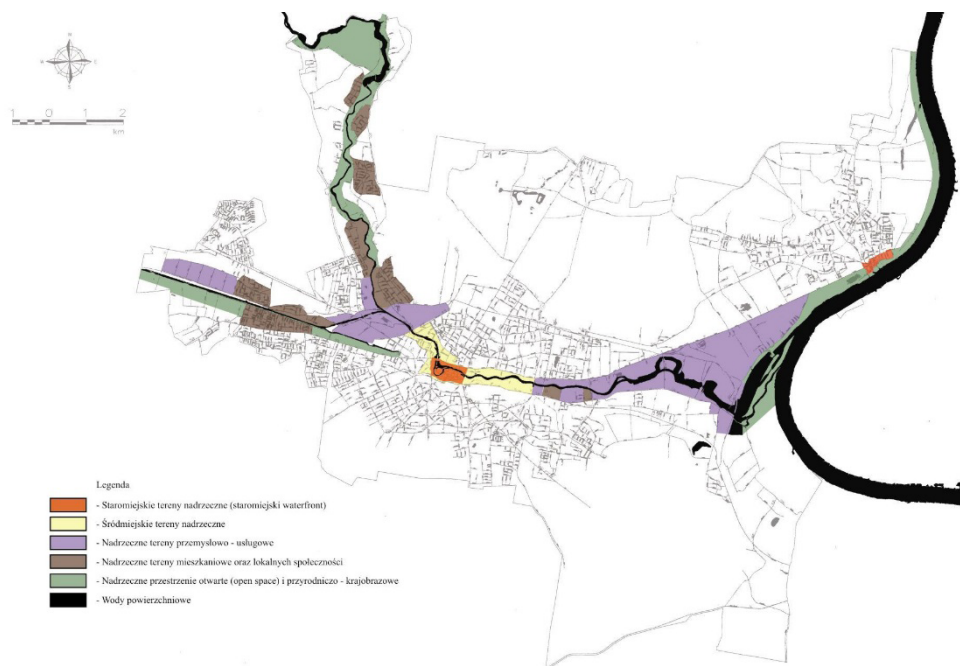 N
1 0 1 2
km
Legenda
- Staromiejskie tereny nadrzeczne (staromiejski waterfront)
- Śródmiejskie tereny nadrzeczne
- Nadrzeczne tereny przemysłowo - usługowe
- Nadrzeczne tereny mieszkaniowe oraz lokalnych społeczności
- Nadrzeczne przestrzenie otwarte (open space) i przyrodniczo - krajobrazowe
- Wody powierzchniowe